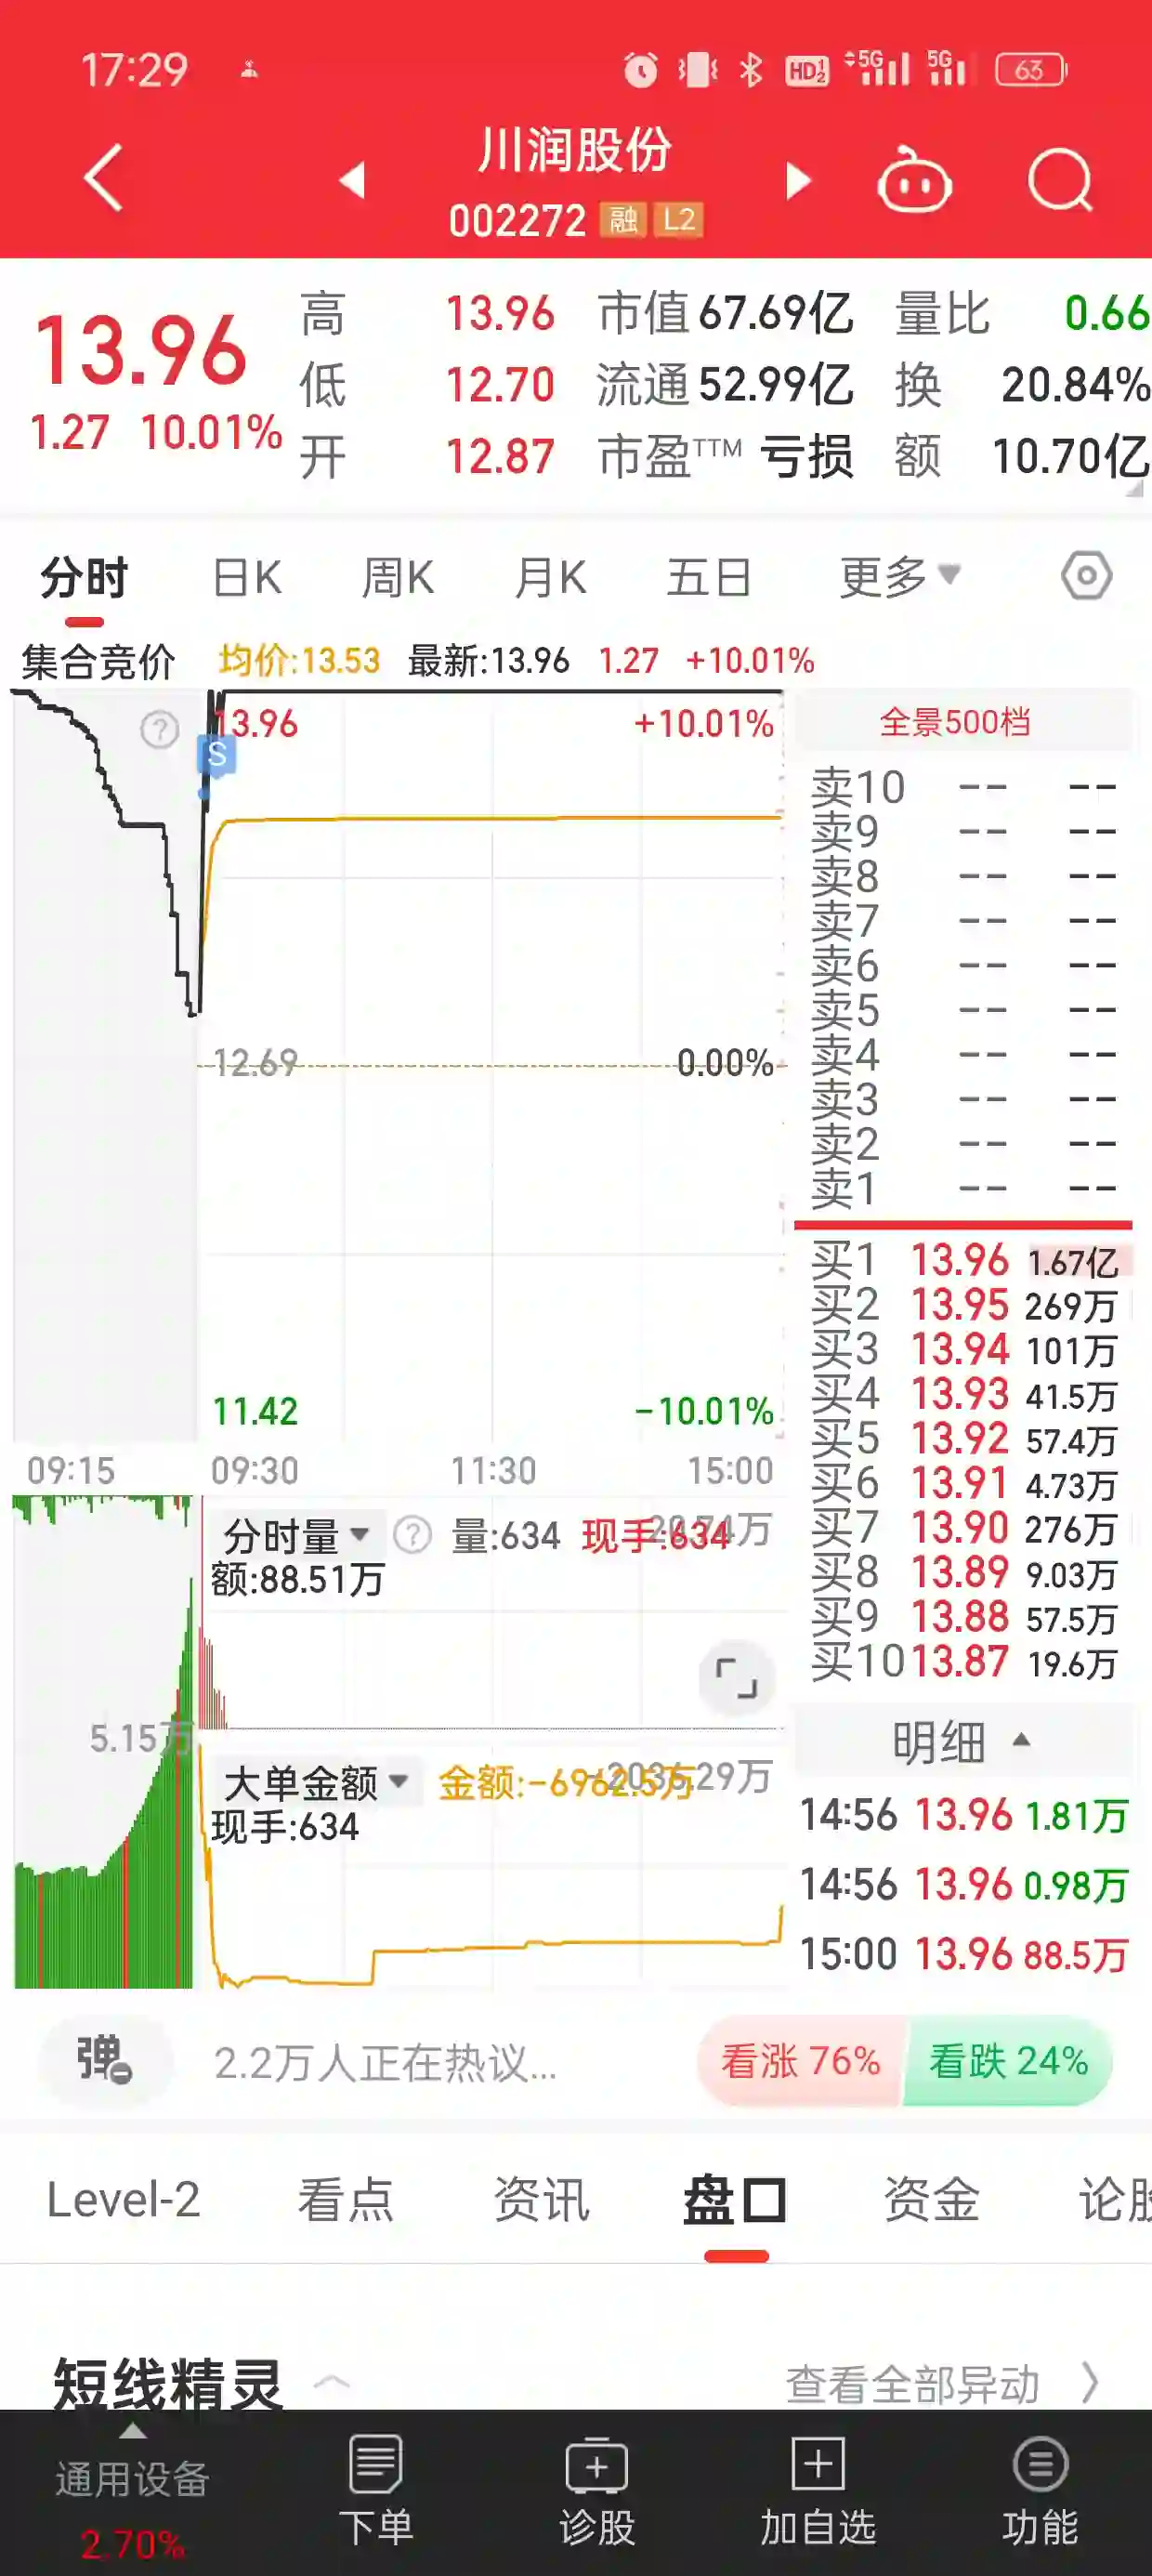 17:29 HD 1 2 5G 5G 63
川润股份
002272 融 L2
13.96
1.27 10.01%
高 13.96 市值 67.69亿 量比 0.66
低 12.70 流通 52.99亿 换 20.84%
开 12.87 市盈TTM 亏损 额 10.70亿
分时 日K 周K 月K 五日 更多
集合竞价 均价:13.53 最新:13.96 1.27 +10.01%
? 13.96 +10.01%
S
12.69 0.00%
11.42 -10.01%
09:15 09:30 11:30 15:00
全景500档
卖10 -- --
卖9 -- --
卖8 -- --
卖7 -- --
卖6 -- --
卖5 -- --
卖4 -- --
卖3 -- --
卖2 -- --
卖1 -- --
买1 13.96 1.67亿
买2 13.95 269万
买3 13.94 101万
买4 13.93 41.5万
买5 13.92 57.4万
买6 13.91 4.73万
买7 13.90 276万
买8 13.89 9.03万
买9 13.88 57.5万
买10 13.87 19.6万
分时量 ? 量:634 现手:634
额:88.51万
5.15万
大单金额 金额:-6962.5万
现手:634
明细
14:56 13.96 1.81万
14:56 13.96 0.98万
15:00 13.96 88.5万
弹 2.2万人正在热议... 看涨 76% 看跌 24%
Level-2 看点 资讯 盘口 资金 论股
短线精灵 查看全部异动
通用设备
2.70%
下单 诊股 加自选 功能